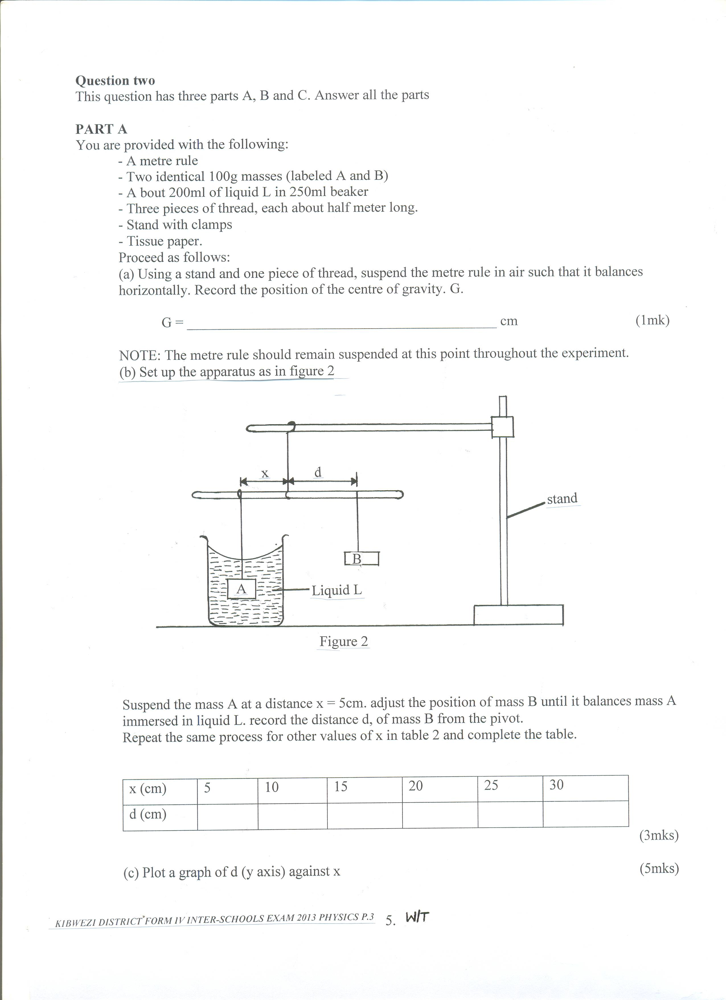 Question two
This question has three parts A, B and C. Answer all the parts
PART A
You are provided with the following:
- A metre rule
- Two identical 100g masses (labeled A and B)
- A bout 200ml of liquid L in 250ml beaker
- Three pieces of thread, each about half meter long.
- Stand with clamps
- Tissue paper.
Proceed as follows:
(a) Using a stand and one piece of thread, suspend the metre rule in air such that it balances
horizontally. Record the position of the centre of gravity. G.
G = ______________________ cm (1mk)
NOTE: The metre rule should remain suspended at this point throughout the experiment.
(b) Set up the apparatus as in figure 2
x d
stand
B
A
Liquid L
Figure 2
Suspend the mass A at a distance x = 5cm. adjust the position of mass B until it balances mass A
immersed in liquid L. record the distance d, of mass B from the pivot.
Repeat the same process for other values of x in table 2 and complete the table.
x (cm) 5 10 15 20 25 30
d (cm)
(3mks)
(c) Plot a graph of d (y axis) against x (5mks)
KIBWEZI DISTRICT FORM IV INTER-SCHOOLS EXAM 2013 PHYSICS P.3 5. W/T